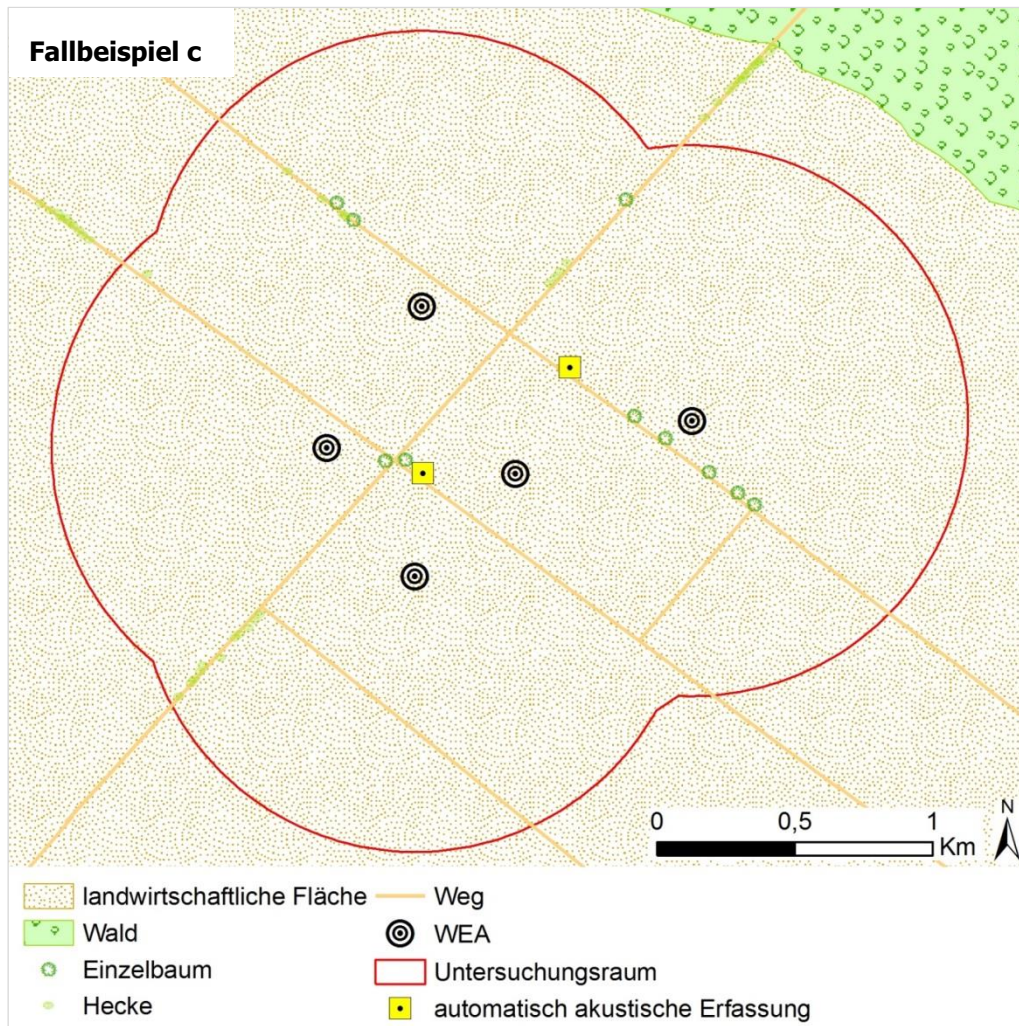 Fallbeispiel c
N
0 0,5 1
Km
landwirtschaftliche Fläche
Weg
Wald
WEA
Einzelbaum
Untersuchungsraum
Hecke
automatisch akustische Erfassung